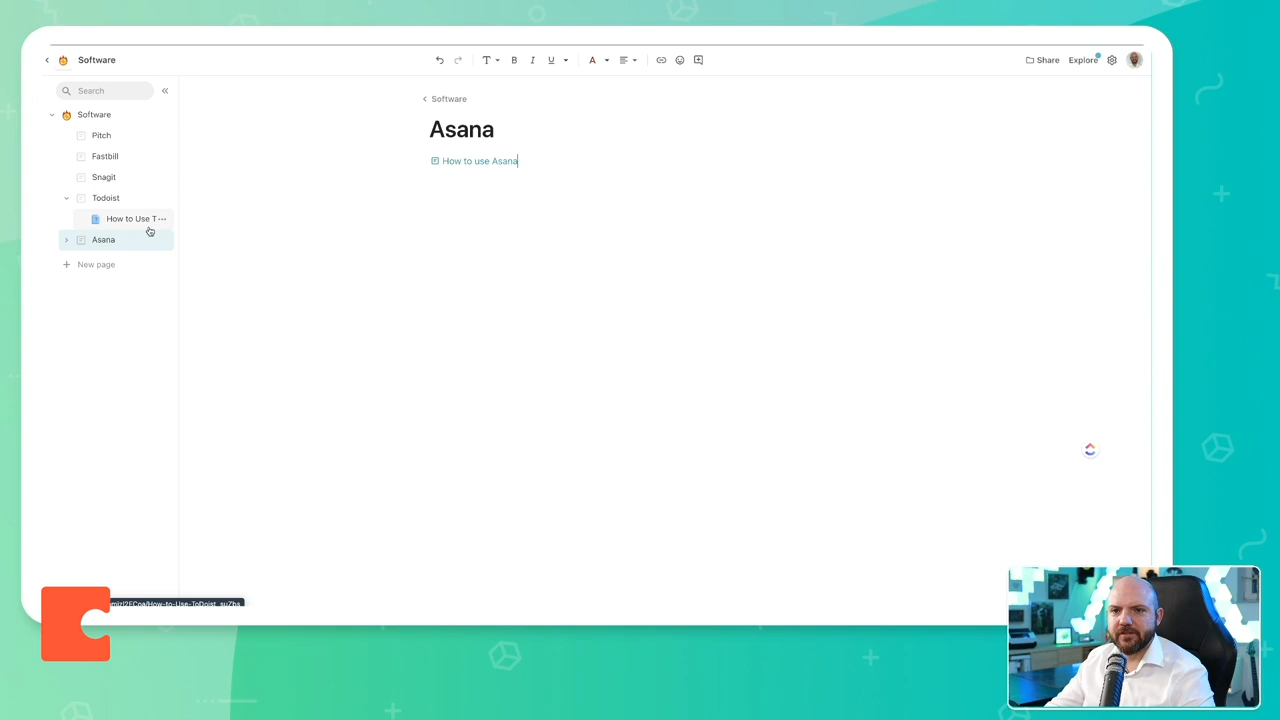 Software
Share
Explore
Search
Software
Pitch
Fastbill
Snagit
Todoist
How to Use T
Asana
New page
Software
Asana
How to use Asana